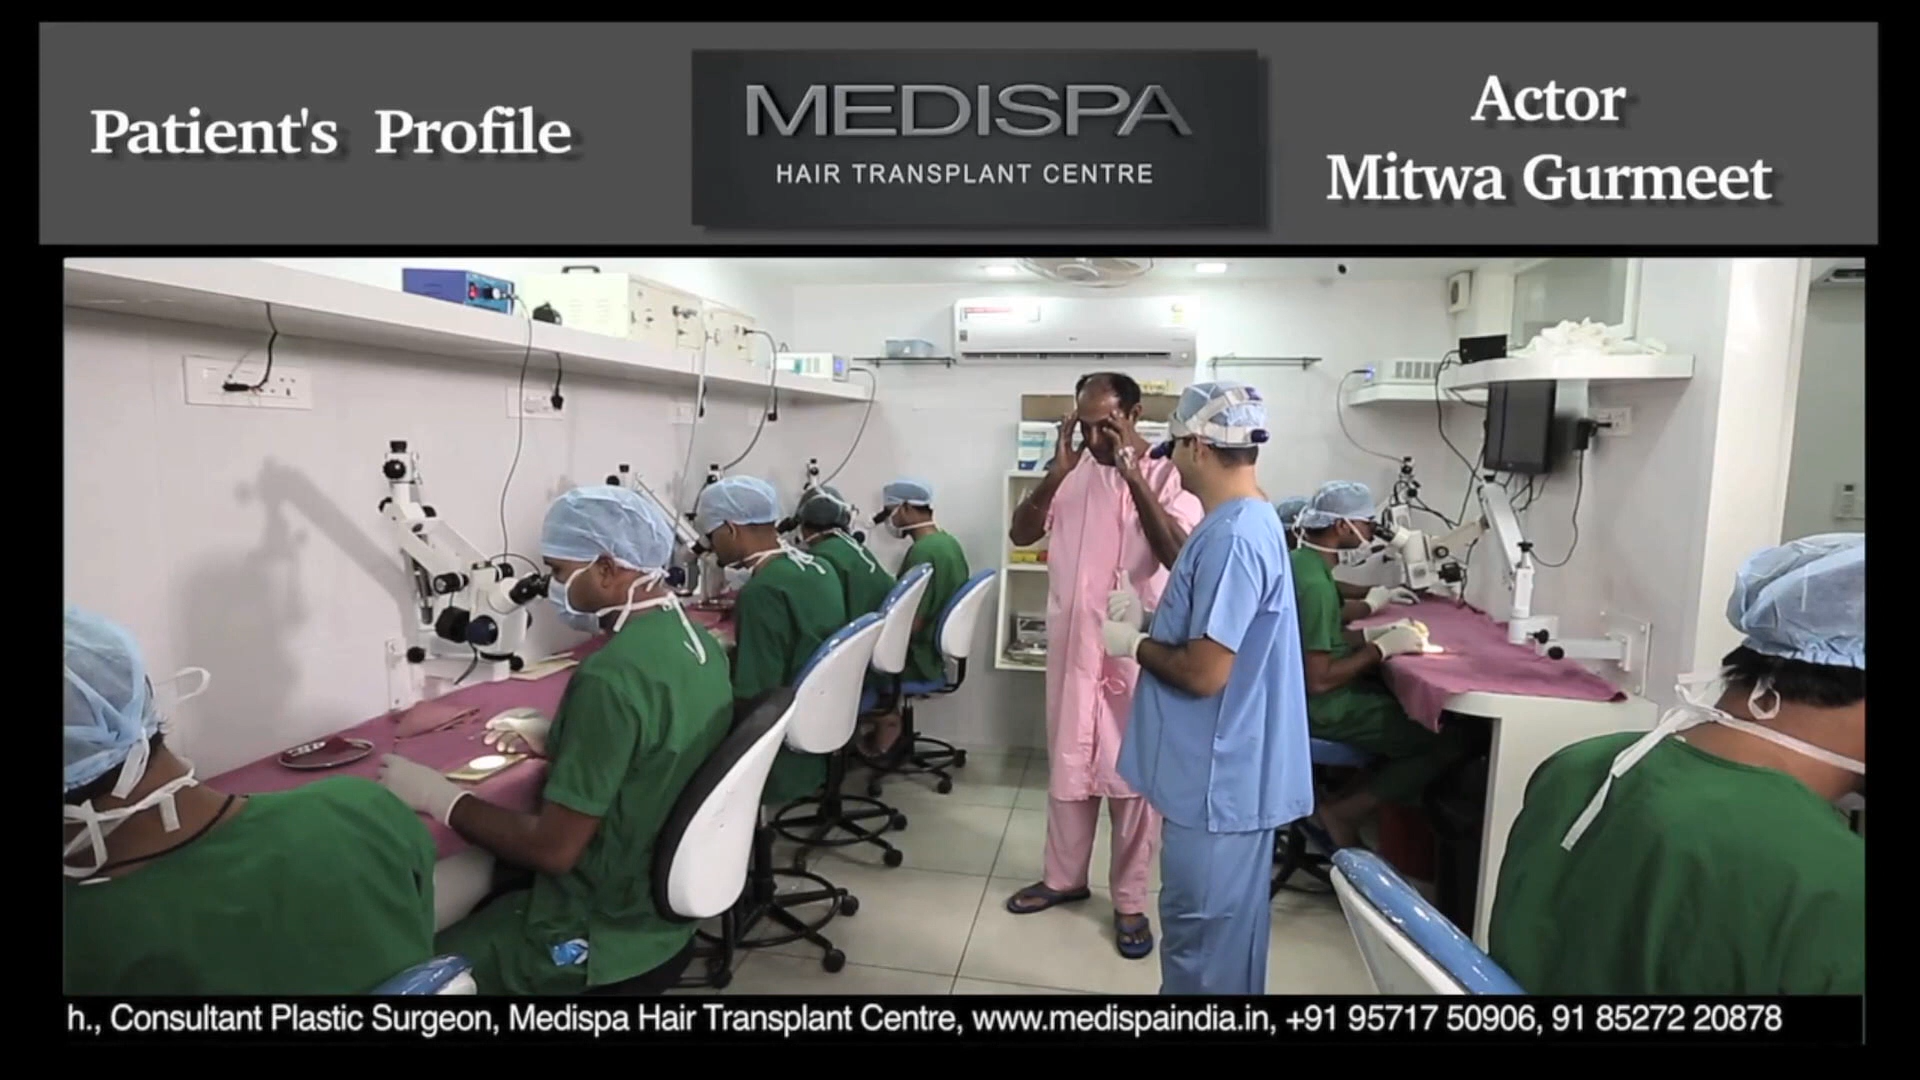 Patient's Profile
MEDISPA
HAIR TRANSPLANT CENTRE
Actor
Mitwa Gurmeet
h., Consultant Plastic Surgeon, Medispa Hair Transplant Centre, www.medispaindia.in, +91 95717 50906, 91 85272 20878